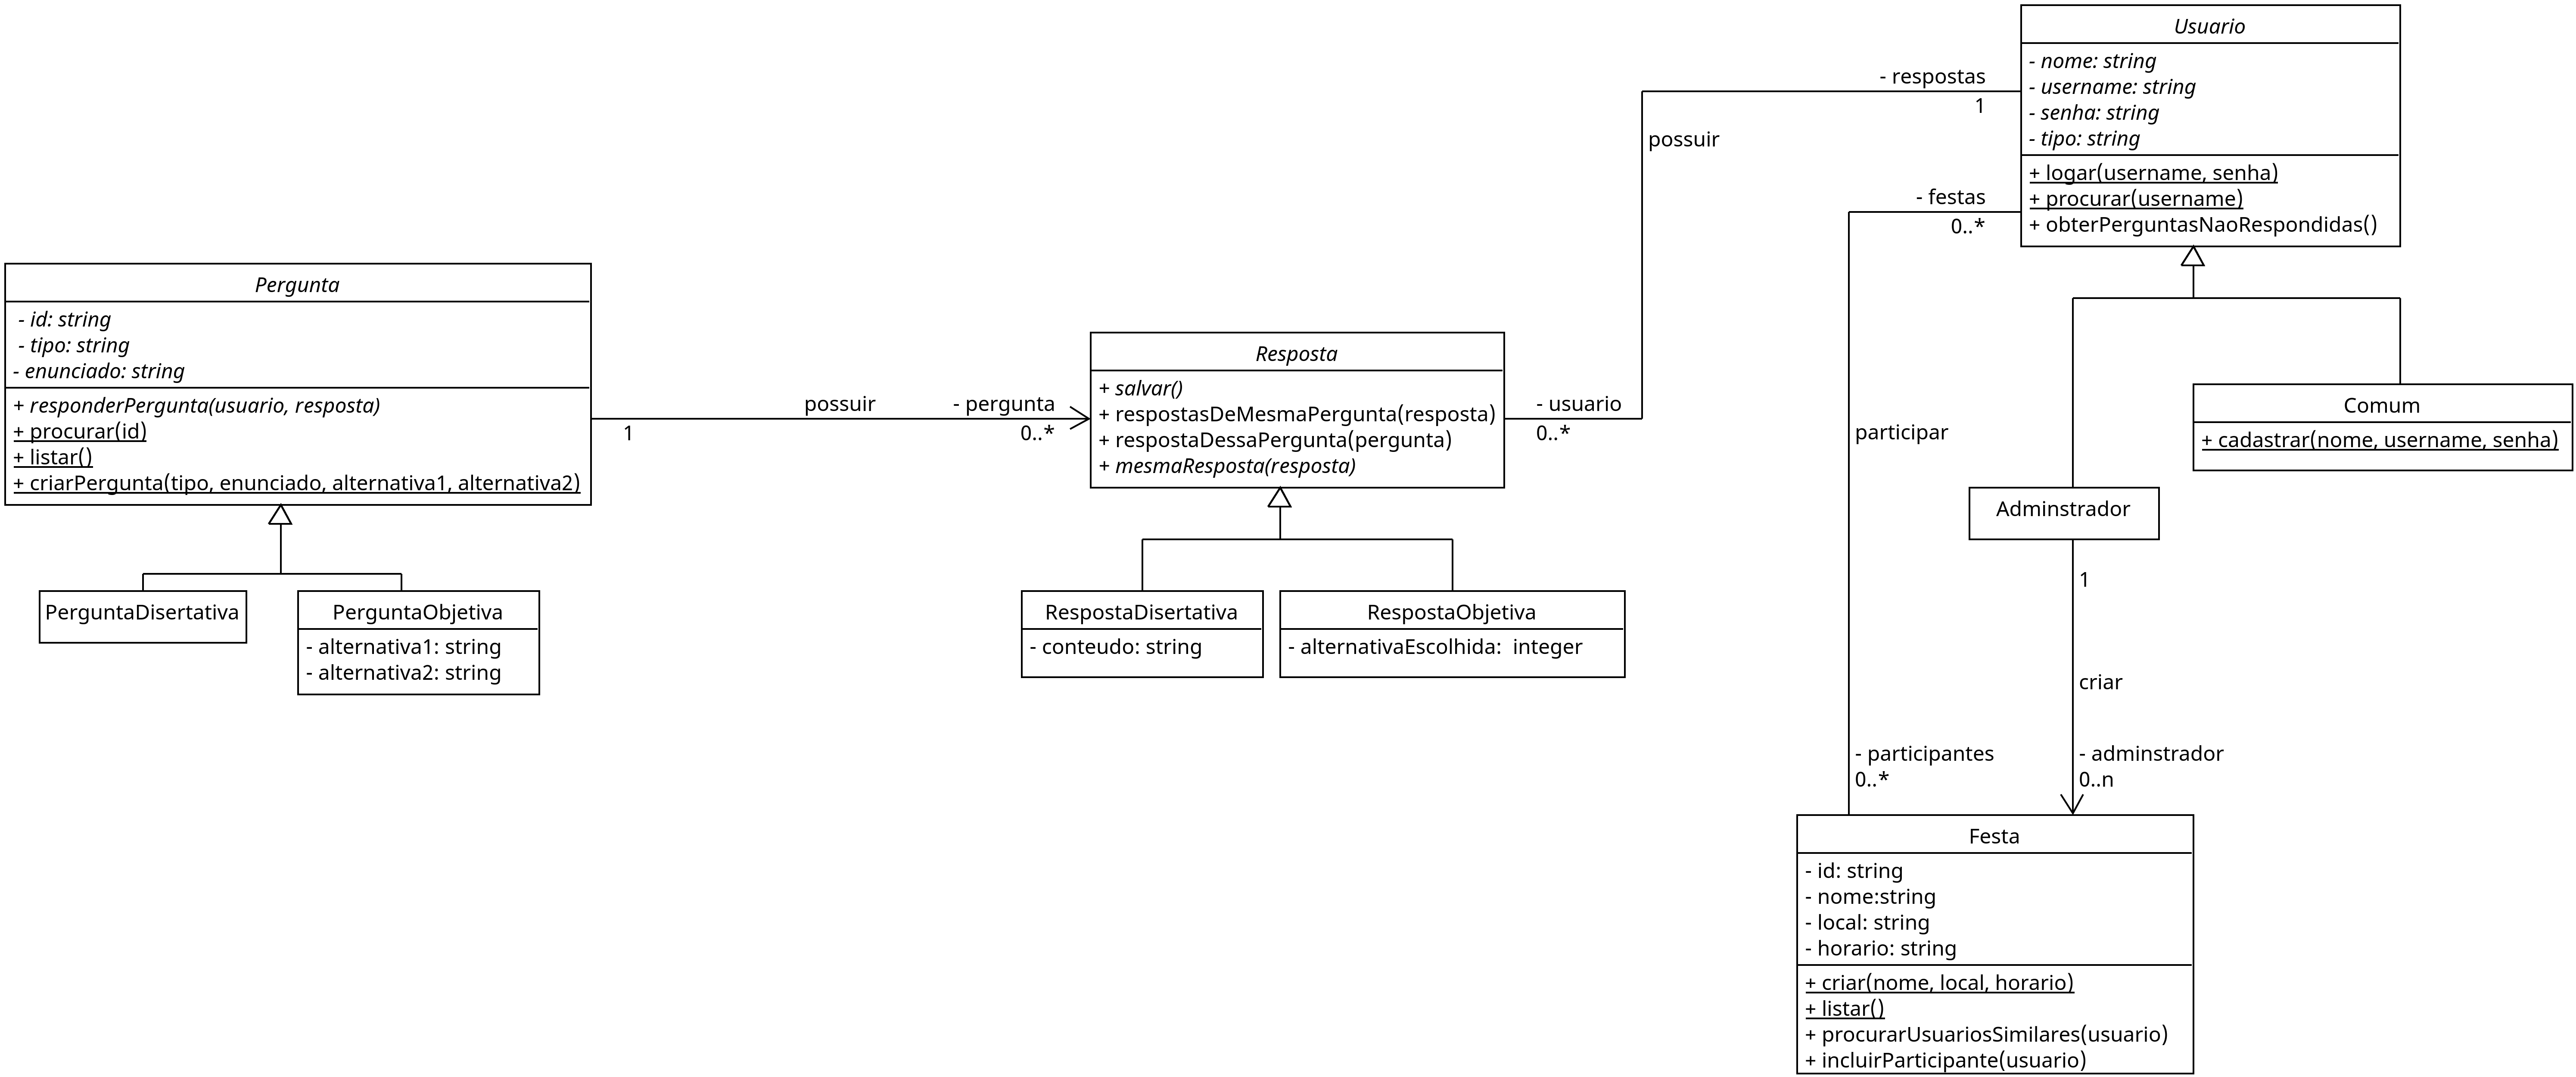 Usuario
- nome: string
- username: string
- senha: string
- tipo: string
+ logar(username, senha)
+ procurar(username)
+ obterPerguntasNaoRespondidas()
- respostas
1
possuir
- festas
0..*
Pergunta
- id: string
- tipo: string
- enunciado: string
+ responderPergunta(usuario, resposta)
+ procurar(id)
+ listar()
+ criarPergunta(tipo, enunciado, alternativa1, alternativa2)
possuir
- pergunta
1
0..*
Resposta
+ salvar()
+ respostasDeMesmaPergunta(resposta)
+ respostaDessaPergunta(pergunta)
+ mesmaResposta(resposta)
- usuario
0..*
participar
Comum
+ cadastrar(nome, username, senha)
Adminstrador
PerguntaDisertativa
PerguntaObjetiva
- alternativa1: string
- alternativa2: string
RespostaDisertativa
- conteudo: string
RespostaObjetiva
- alternativaEscolhida:  integer
1
criar
- participantes
0..*
- adminstrador
0..n
Festa
- id: string
- nome:string
- local: string
- horario: string
+ criar(nome, local, horario)
+ listar()
+ procurarUsuariosSimilares(usuario)
+ incluirParticipante(usuario)